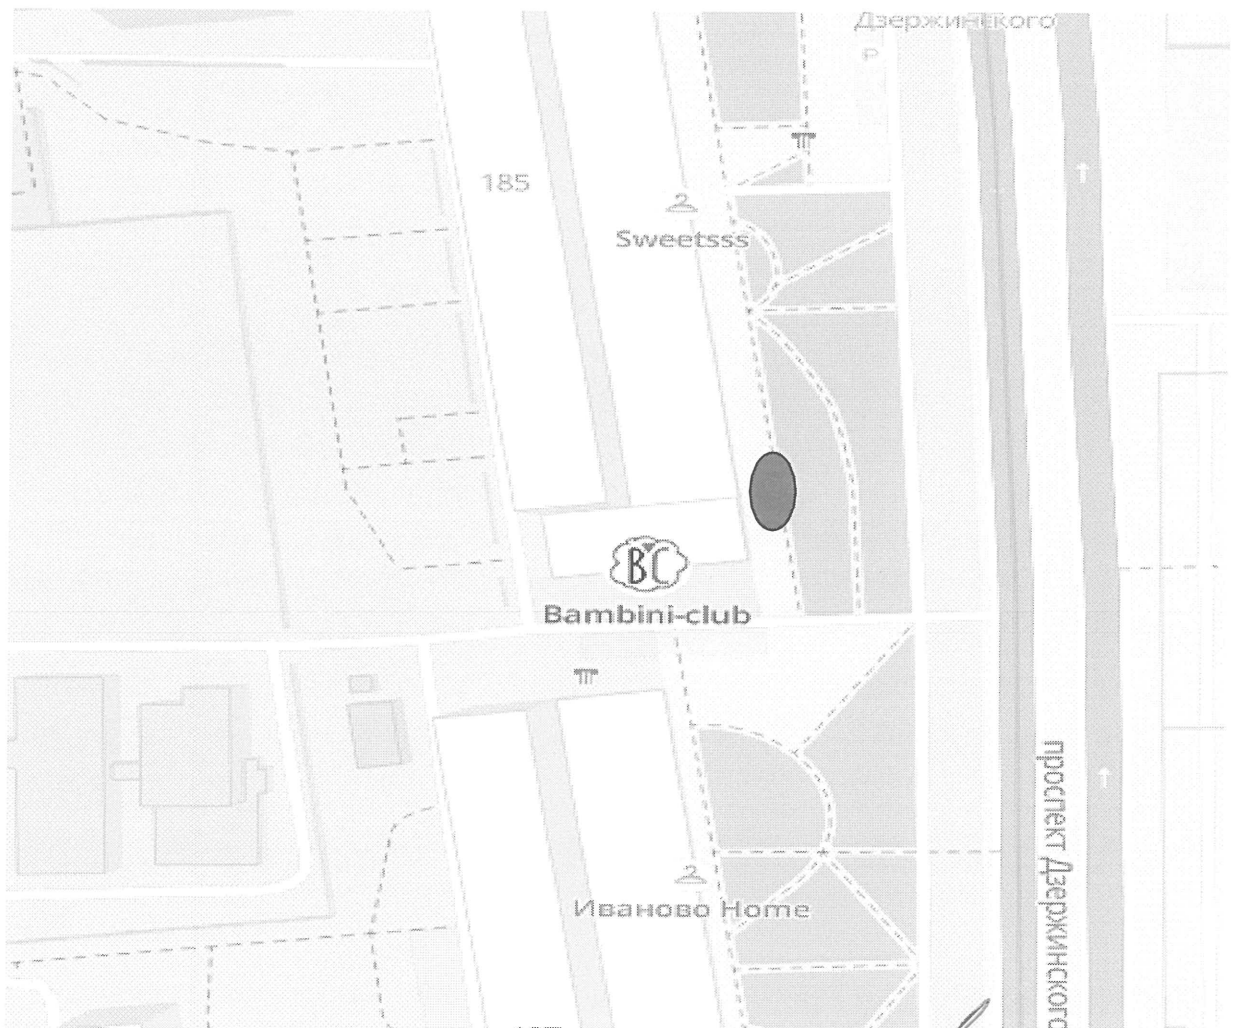 Дзержинского
P
185
Sweetsss
BC
Bambini-club
проспект Дзержинского
Иваново Home